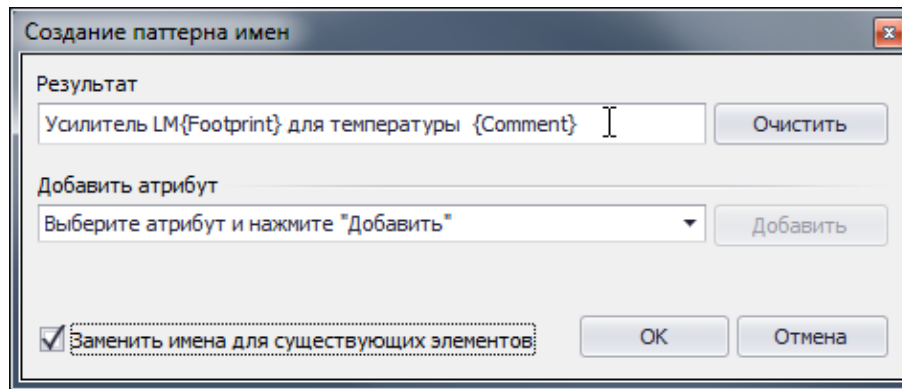 Создание паттерна имен
Результат
Усилитель LM{Footprint} для температуры  {Comment}
Очистить
Добавить атрибут
Выберите атрибут и нажмите "Добавить"
Добавить
Заменить имена для существующих элементов
ОК
Отмена